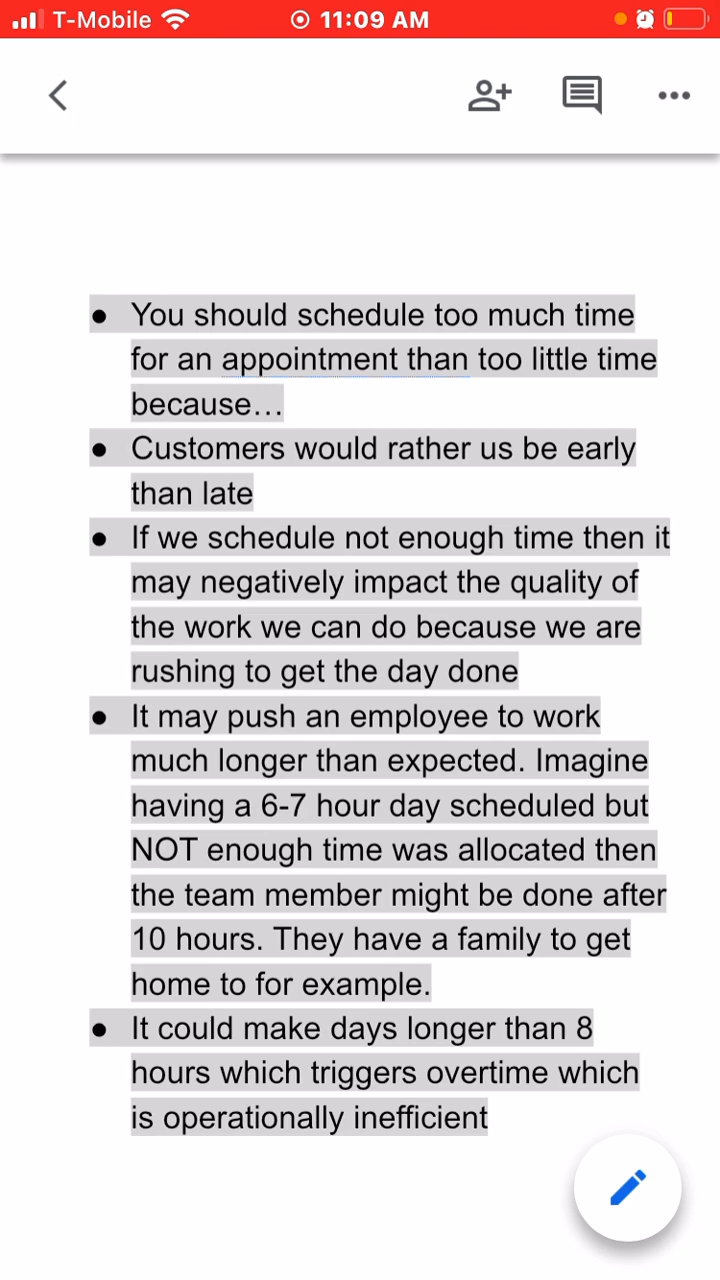 T-Mobile 11:09 AM
● You should schedule too much time
for an appointment than too little time
because...
● Customers would rather us be early
than late
● If we schedule not enough time then it
may negatively impact the quality of
the work we can do because we are
rushing to get the day done
● It may push an employee to work
much longer than expected. Imagine
having a 6-7 hour day scheduled but
NOT enough time was allocated then
the team member might be done after
10 hours. They have a family to get
home to for example.
● It could make days longer than 8
hours which triggers overtime which
is operationally inefficient